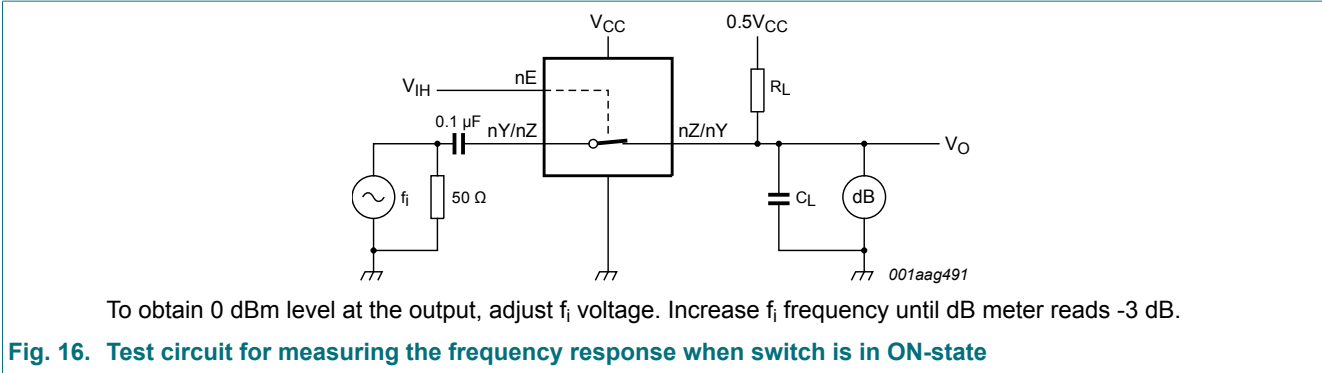 VCC
0.5VCC
nE
VIH
RL
0.1 µF
nY/nZ
nZ/nY
VO
fi
50 Ω
CL
dB
001aag491
To obtain 0 dBm level at the output, adjust fi voltage. Increase fi frequency until dB meter reads -3 dB.
Fig. 16. Test circuit for measuring the frequency response when switch is in ON-state